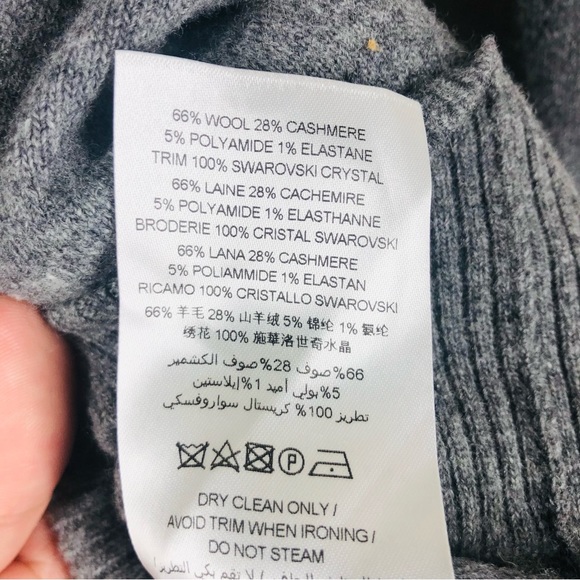 66% WOOL 28% CASHMERE
5% POLYAMIDE 1% ELASTANE
TRIM 100% SWAROVSKI CRYSTAL
66% LAINE 28% CACHEMIRE
5% POLYAMIDE 1% ELASTHANNE
BRODERIE 100% CRISTAL SWAROVSKI
66% LANA 28% CASHMERE
5% POLIAMMIDE 1% ELASTAN
RICAMO 100% CRISTALLO SWAROVSKI
66% 羊毛 28% 山羊绒 5% 锦纶 1% 氨纶
绣花 100% 施華洛世奇水晶
66%صوف 28%صوف الكشمير
5%بولي أميد 1%إيلاستين
تطريز 100% كريستال سواروفسكي
P
DRY CLEAN ONLY /
AVOID TRIM WHEN IRONING /
DO NOT STEAM